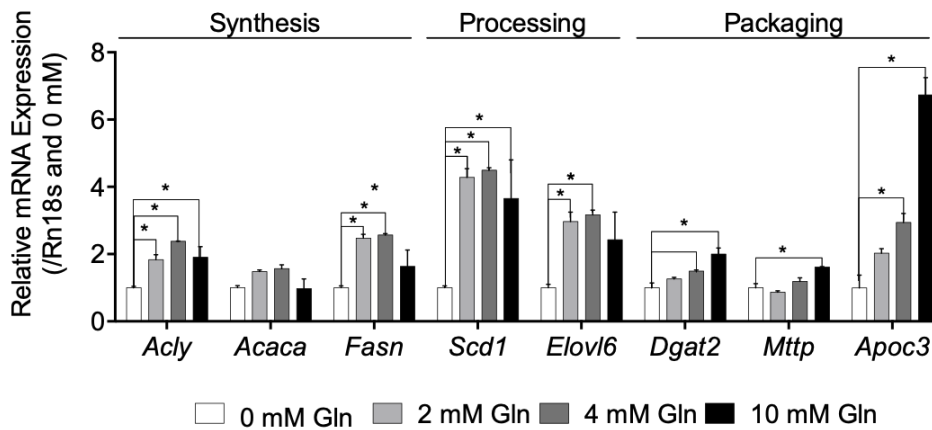 Synthesis Processing Packaging
Relative mRNA Expression
(/Rn18s and 0 mM)
8
6
4
2
0
* * * * * * * * * * * * * * * *
Acly Acaca Fasn Scd1 Elovl6 Dgat2 Mttp Apoc3
0 mM Gln 2 mM Gln 4 mM Gln 10 mM Gln